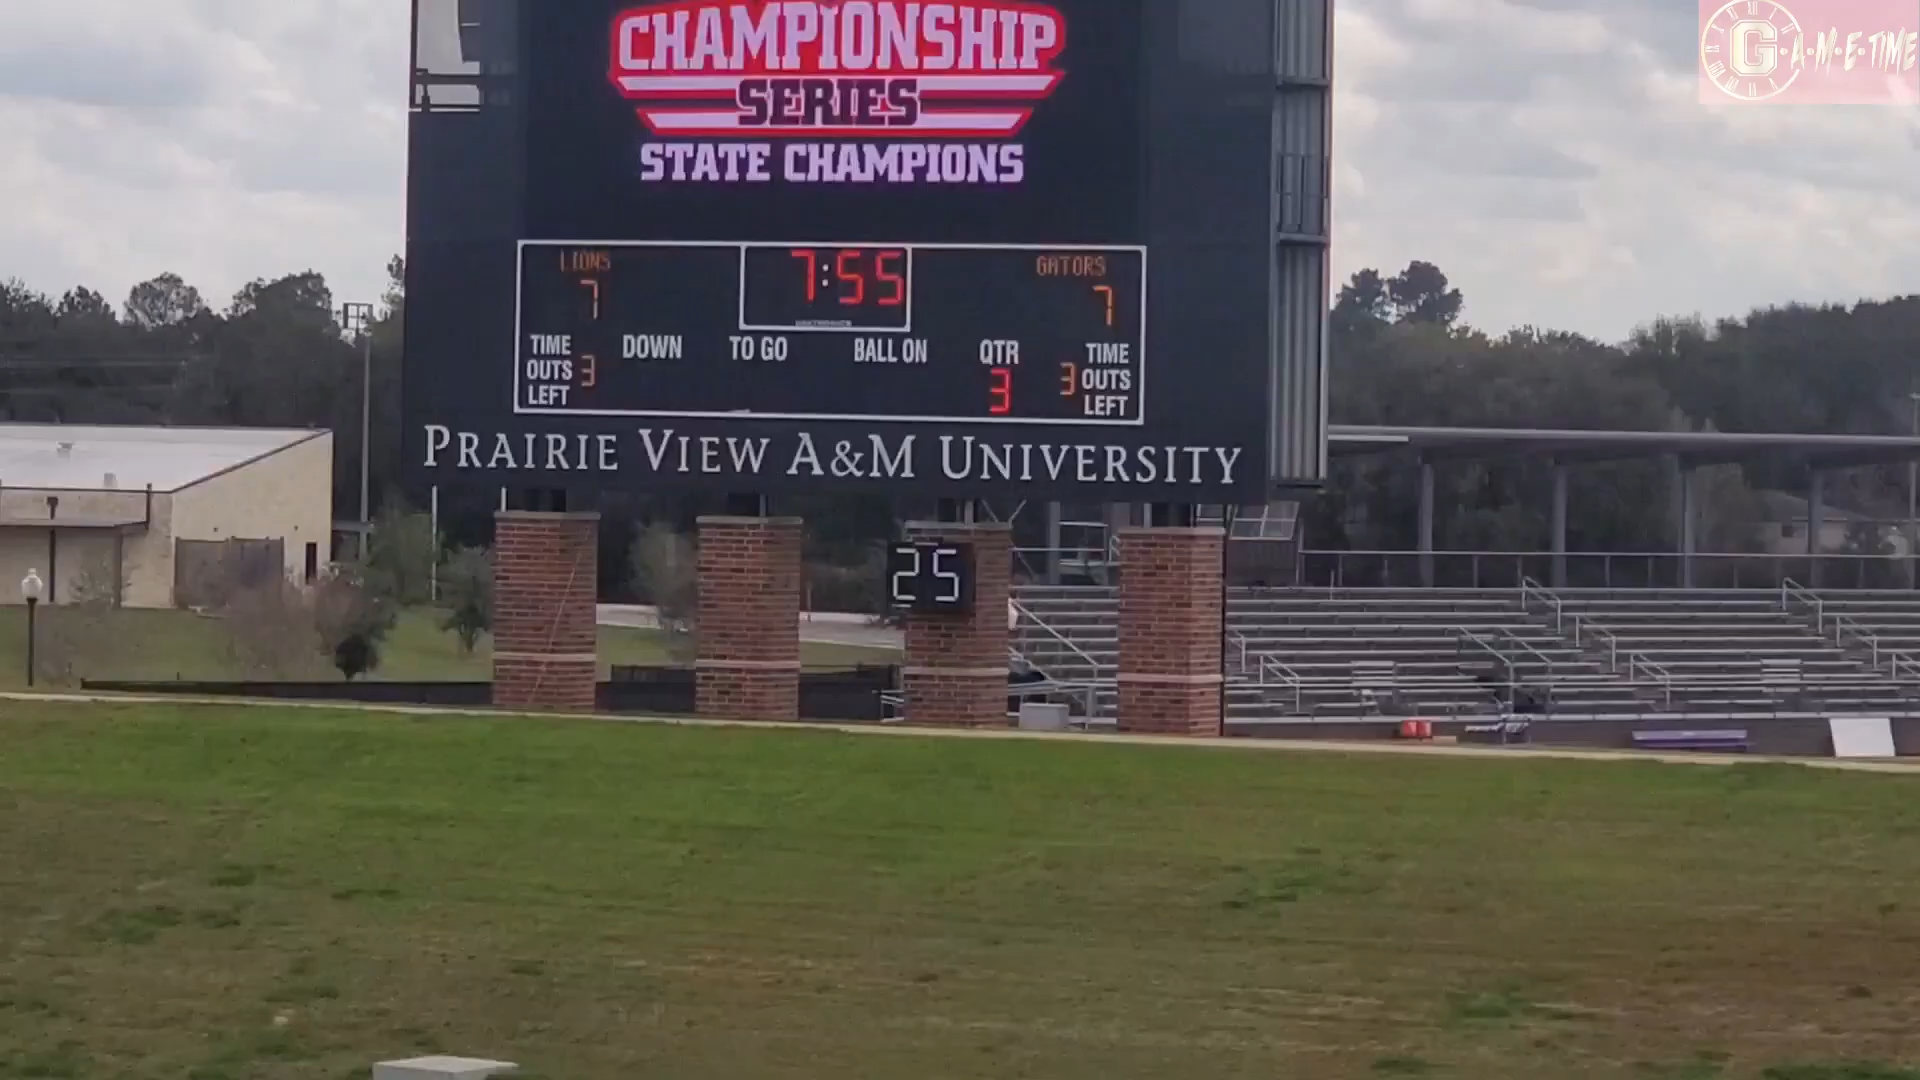 CHAMPIONSHIP
SERIES
STATE CHAMPIONS
LIONS 7:55 GATORS
7 7
TIME OUTS LEFT 3 DOWN TO GO BALL ON QTR 3 3 TIME OUTS LEFT
PRAIRIE VIEW A&M UNIVERSITY
25
G·A·M·E·TIME